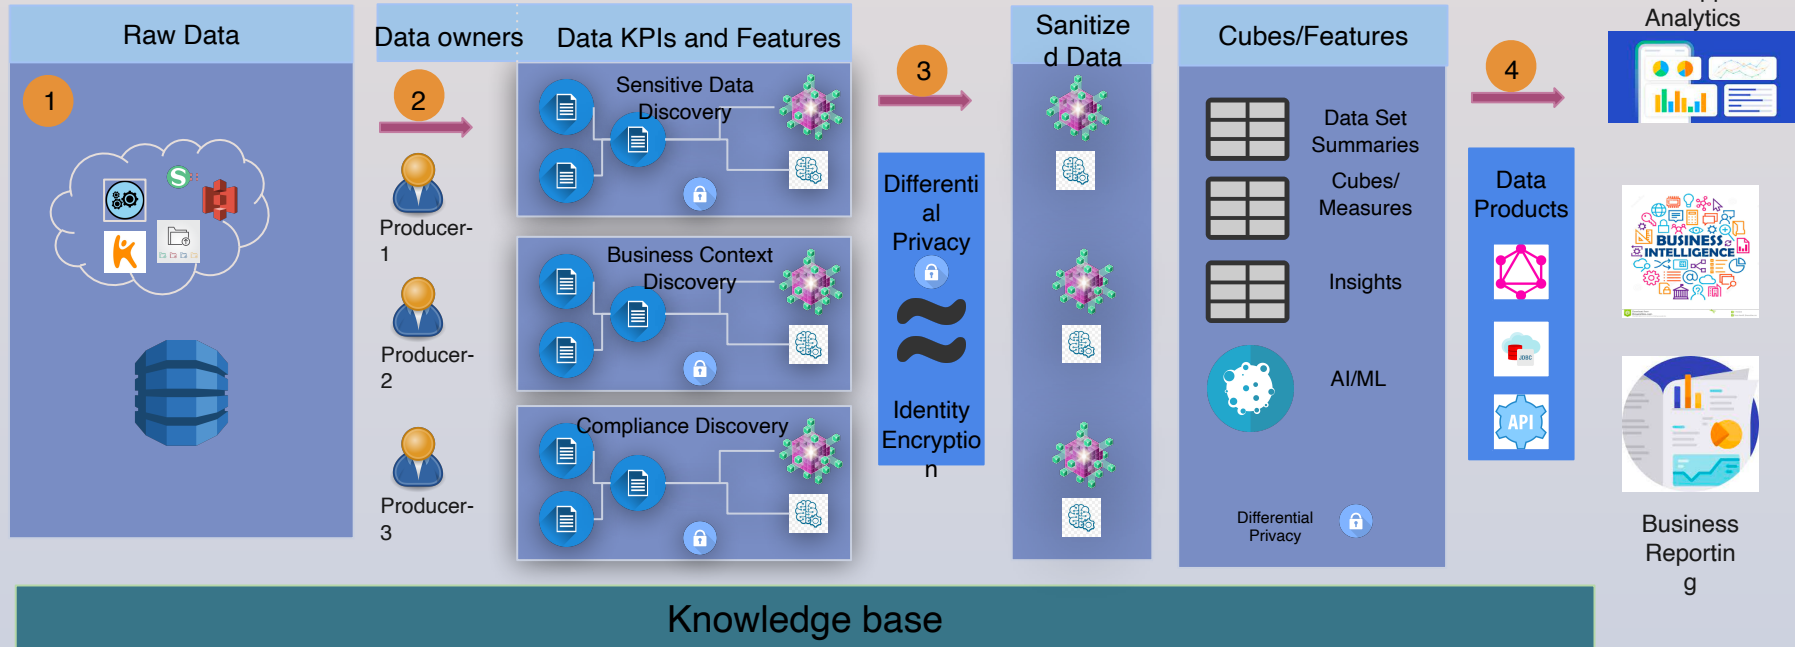 Raw Data
1
Data owners
2
Producer-
1
Producer-
2
Producer-
3
Data KPIs and Features
Sensitive Data
Discovery
Business Context
Discovery
Compliance Discovery
3
Differenti
al
Privacy
Identity
Encryptio
n
Sanitize
d Data
Cubes/Features
Data Set
Summaries
Cubes/
Measures
Insights
AI/ML
Differential
Privacy
4
Data
Products
JDBC
API
Analytics
BUSINESS
INTELLIGENCE
Business
Reportin
g
Knowledge base